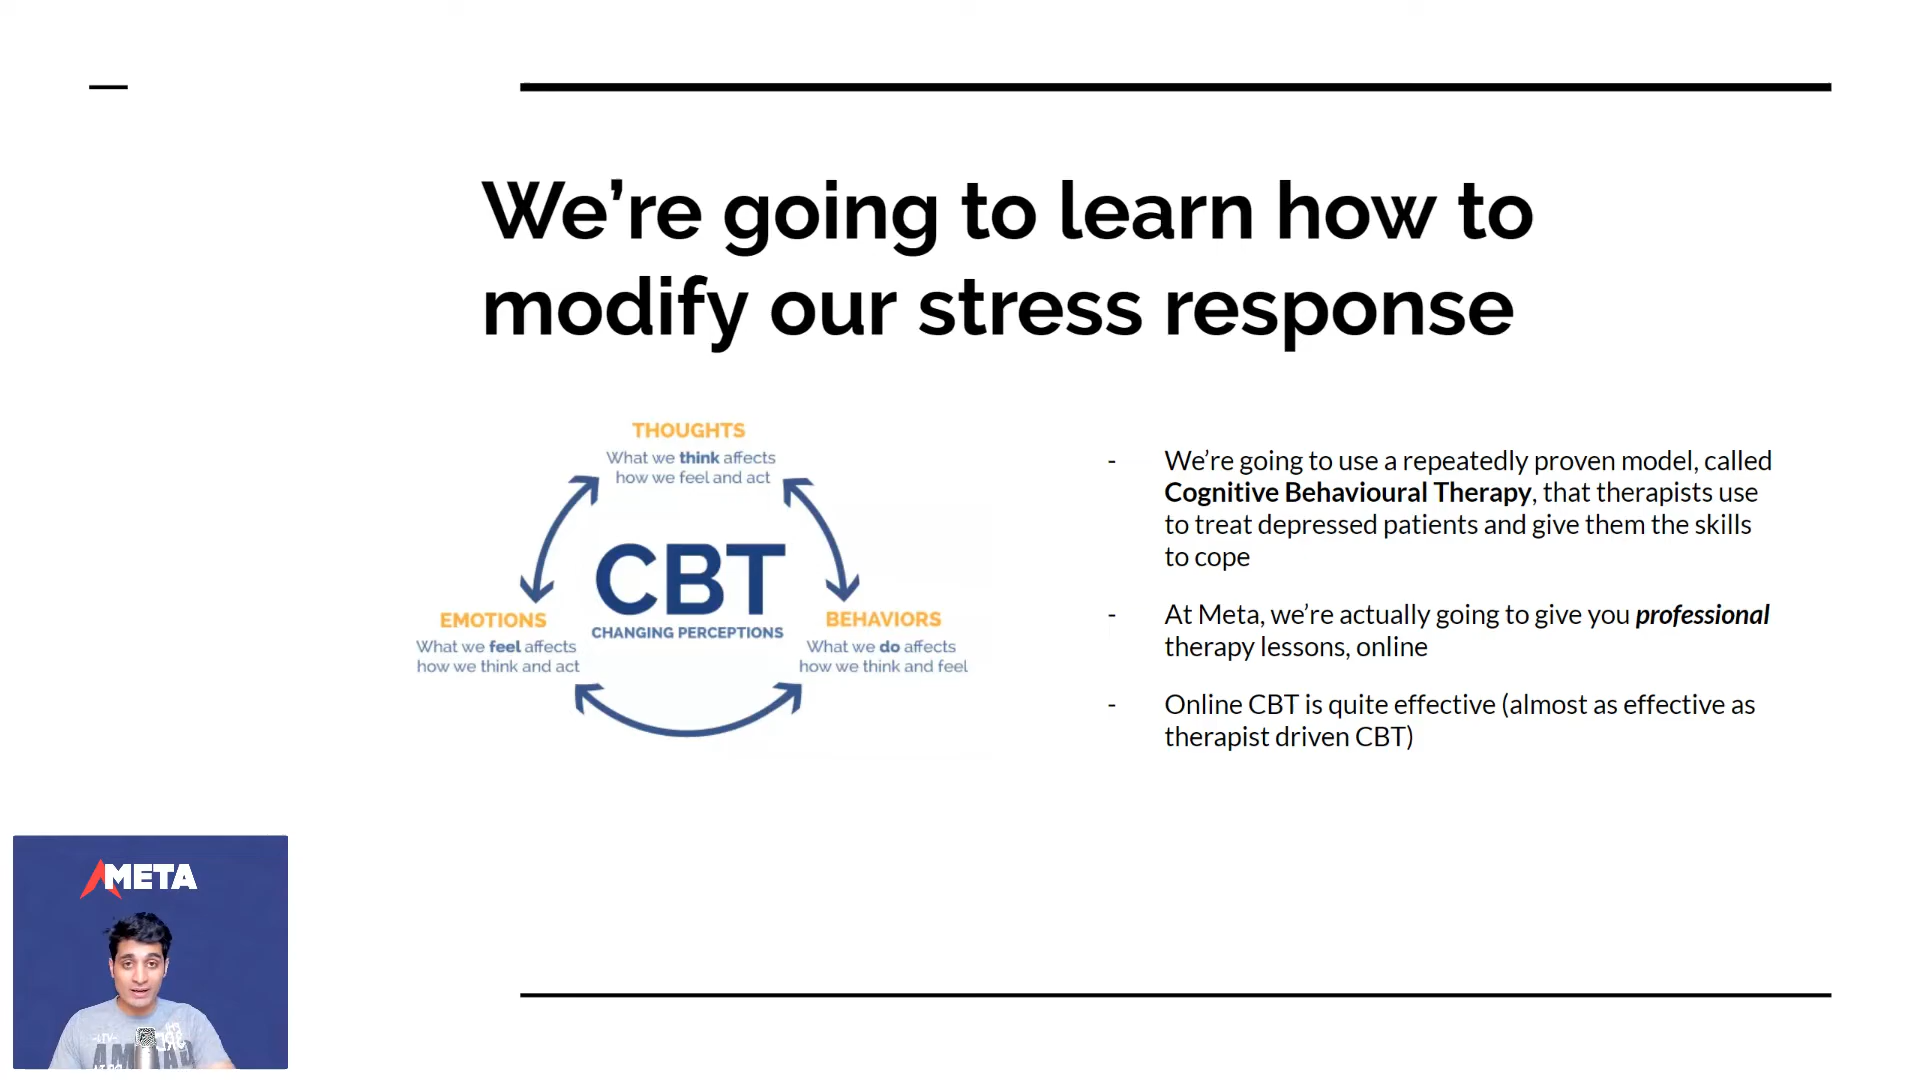 We’re going to learn how to
modify our stress response
THOUGHTS
What we think affects
how we feel and act
CBT
CHANGING PERCEPTIONS
EMOTIONS
What we feel affects
how we think and act
BEHAVIORS
What we do affects
how we think and feel
- We’re going to use a repeatedly proven model, called
Cognitive Behavioural Therapy, that therapists use
to treat depressed patients and give them the skills
to cope
- At Meta, we’re actually going to give you professional
therapy lessons, online
- Online CBT is quite effective (almost as effective as
therapist driven CBT)
META